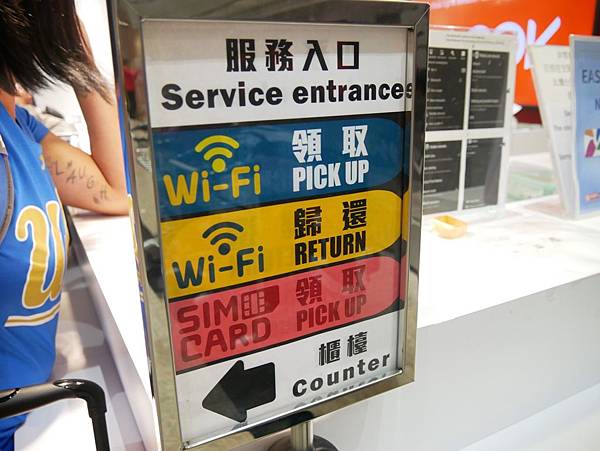 服務入口
Service entrances
Wi-Fi 領取
PICK UP
Wi-Fi 歸還
RETURN
SIM CARD 領取
PICK UP
櫃檯
Counter
EAS